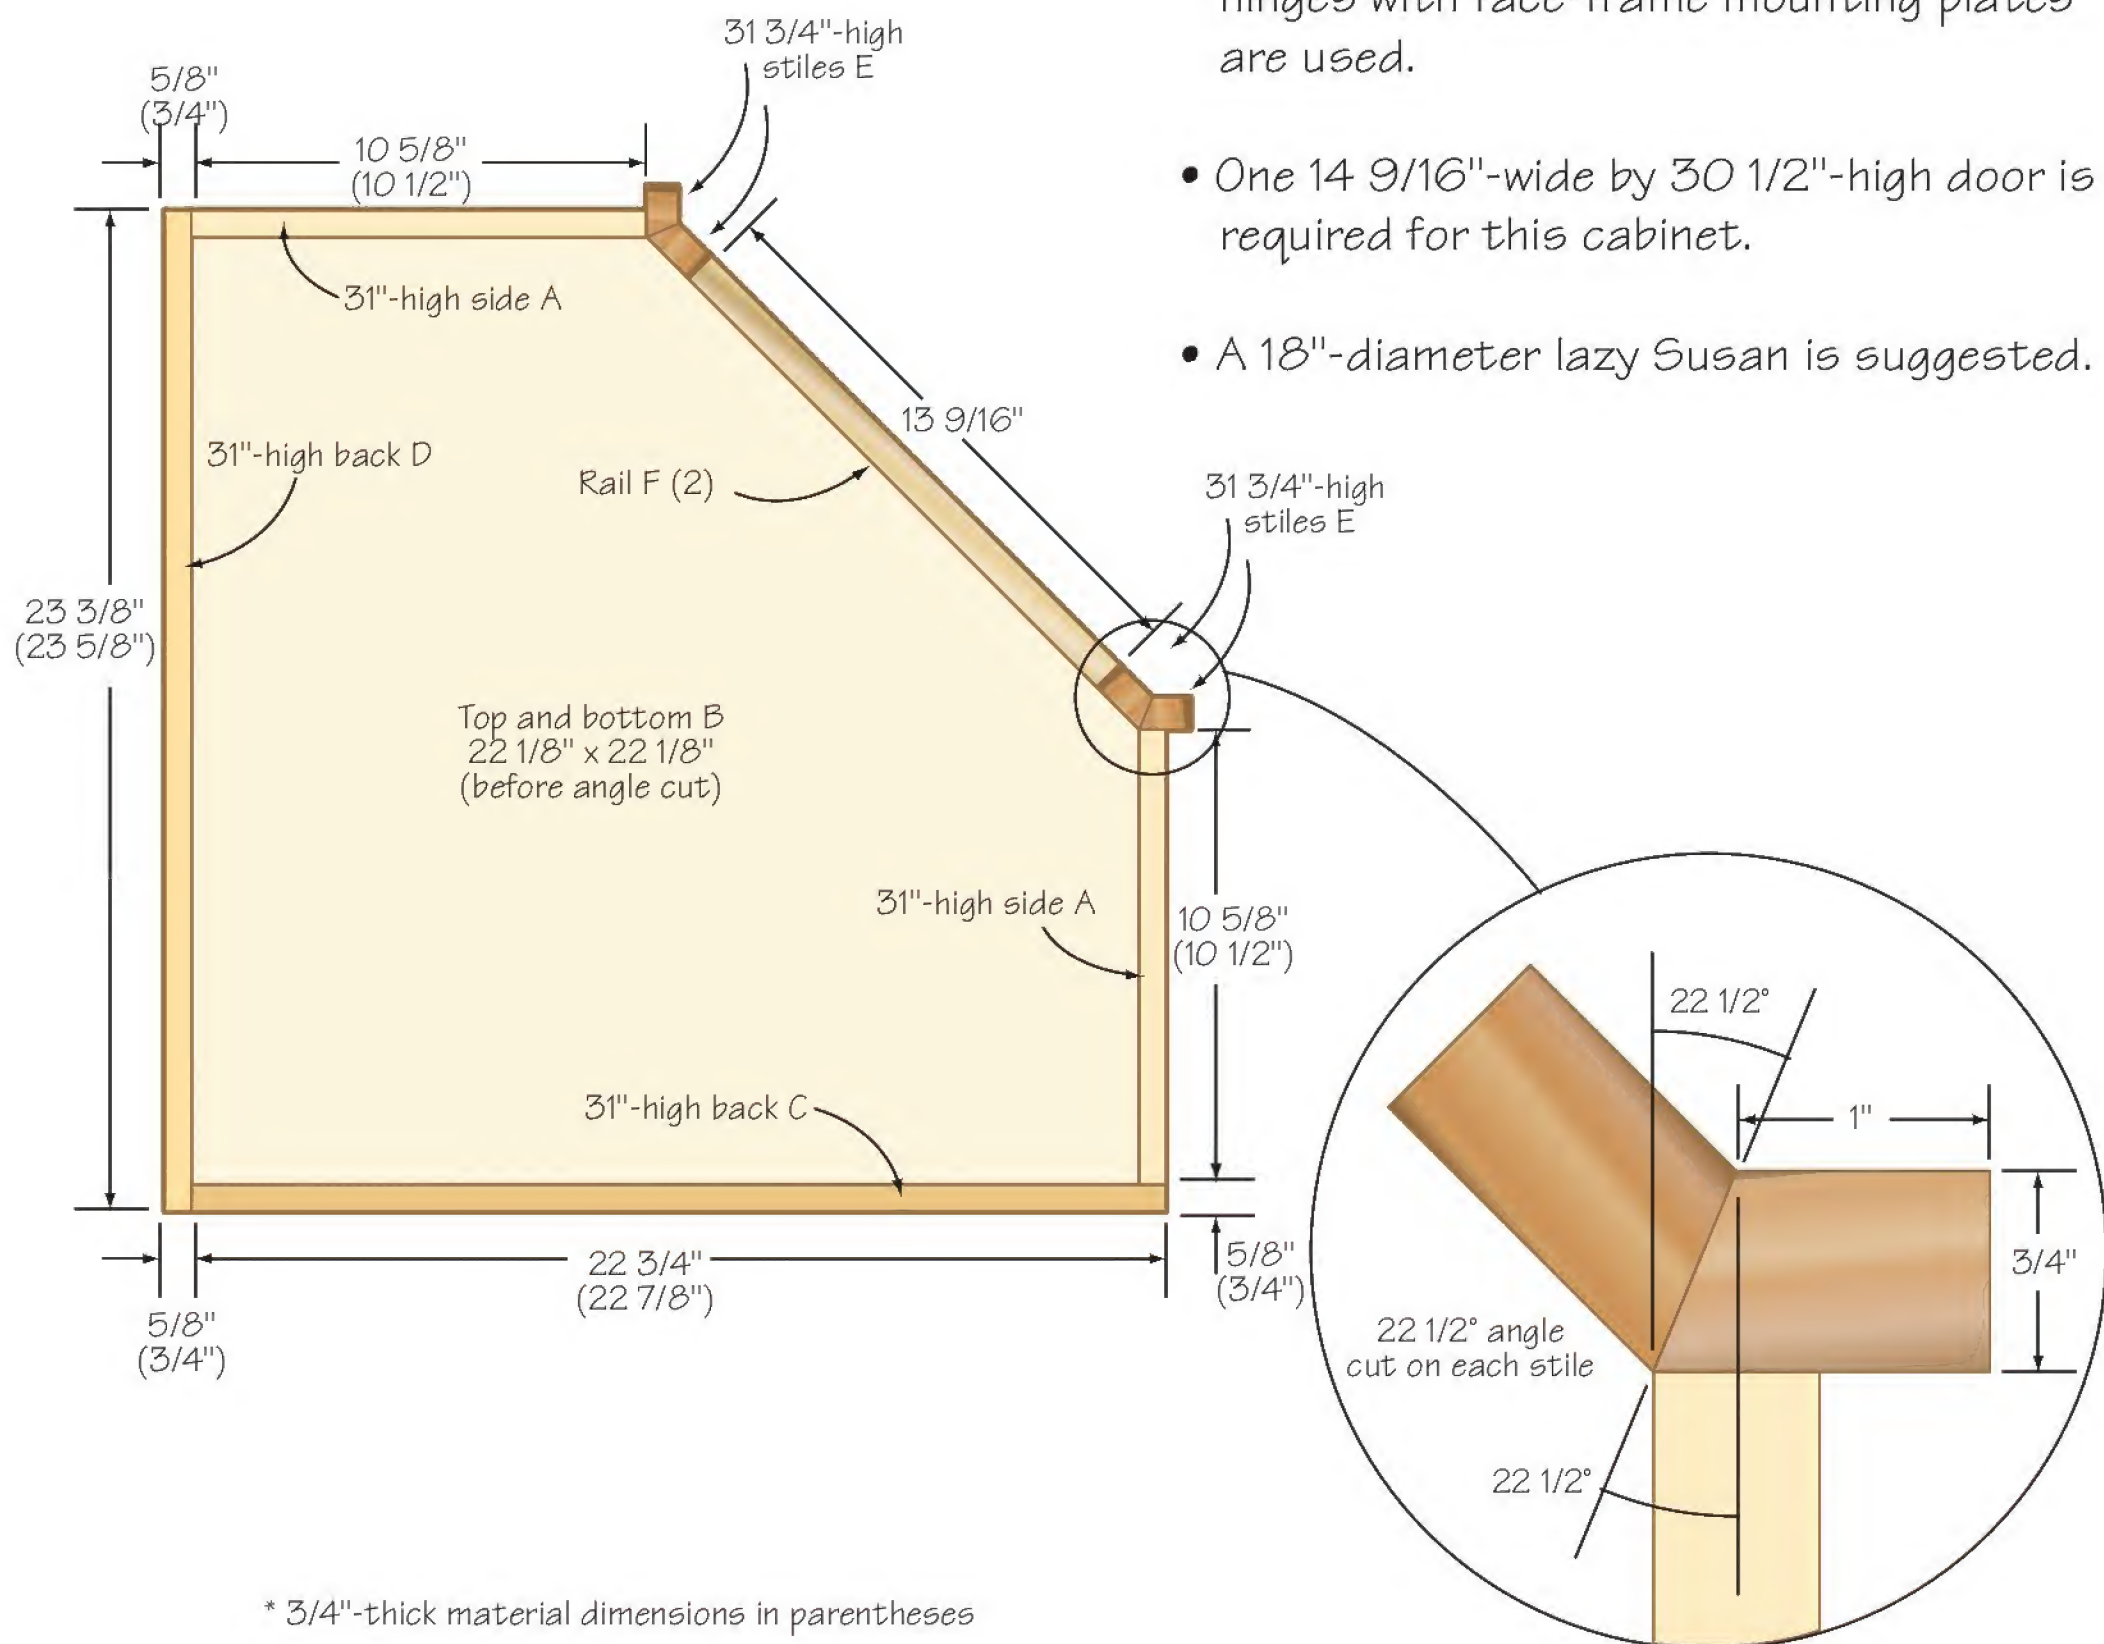 hinges with face-frame mounting plates
are used.
• One 14 9/16"-wide by 30 1/2"-high door is
required for this cabinet.
• A 18"-diameter lazy Susan is suggested.
31 3/4"-high
stiles E
5/8"
(3/4")
10 5/8"
(10 1/2")
31"-high side A
13 9/16"
31"-high back D
Rail F (2)
31 3/4"-high
stiles E
23 3/8"
(23 5/8")
Top and bottom B
22 1/8" x 22 1/8"
(before angle cut)
31"-high side A
10 5/8"
(10 1/2")
31"-high back C
22 3/4"
(22 7/8")
5/8"
(3/4")
5/8"
(3/4")
22 1/2°
1"
3/4"
22 1/2° angle
cut on each stile
22 1/2°
* 3/4"-thick material dimensions in parentheses